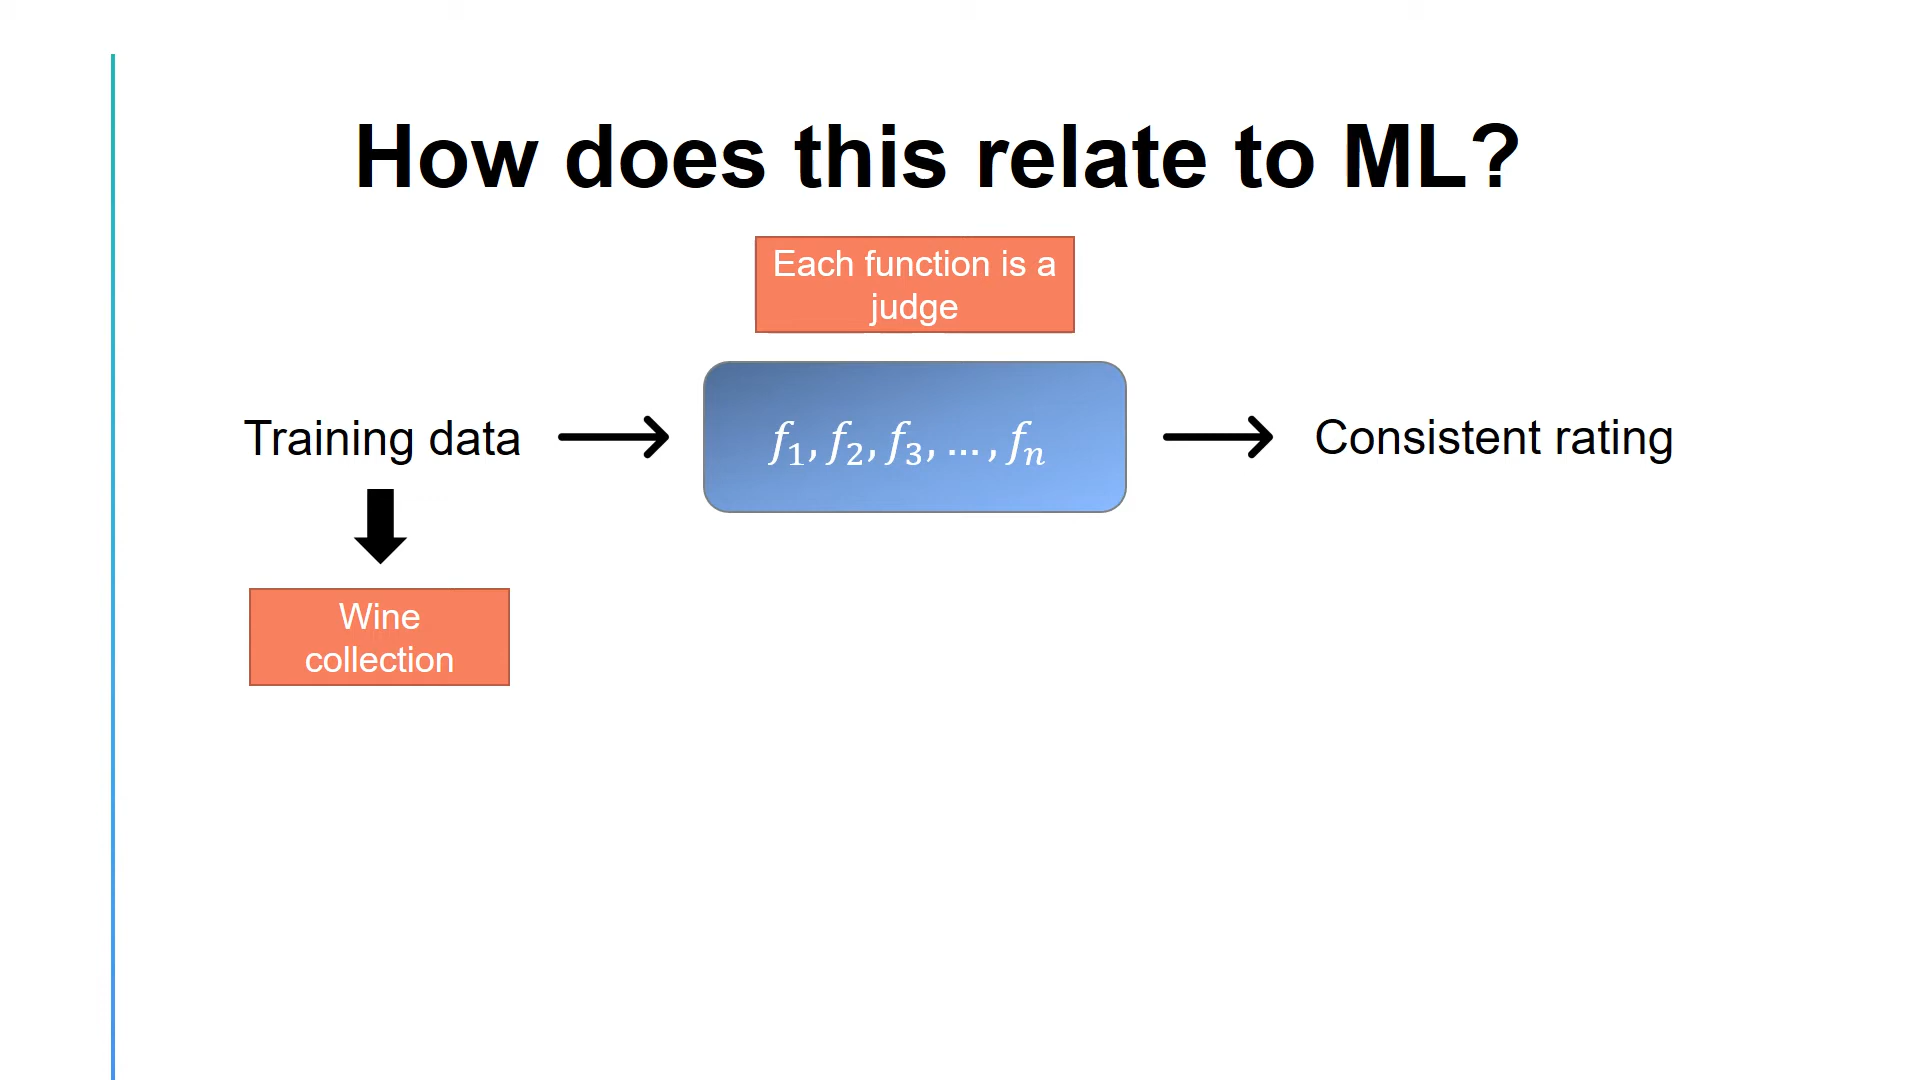 How does this relate to ML?
Each function is a
judge
Training data
f₁, f₂, f₃, … , fₙ
Consistent rating
Wine
collection